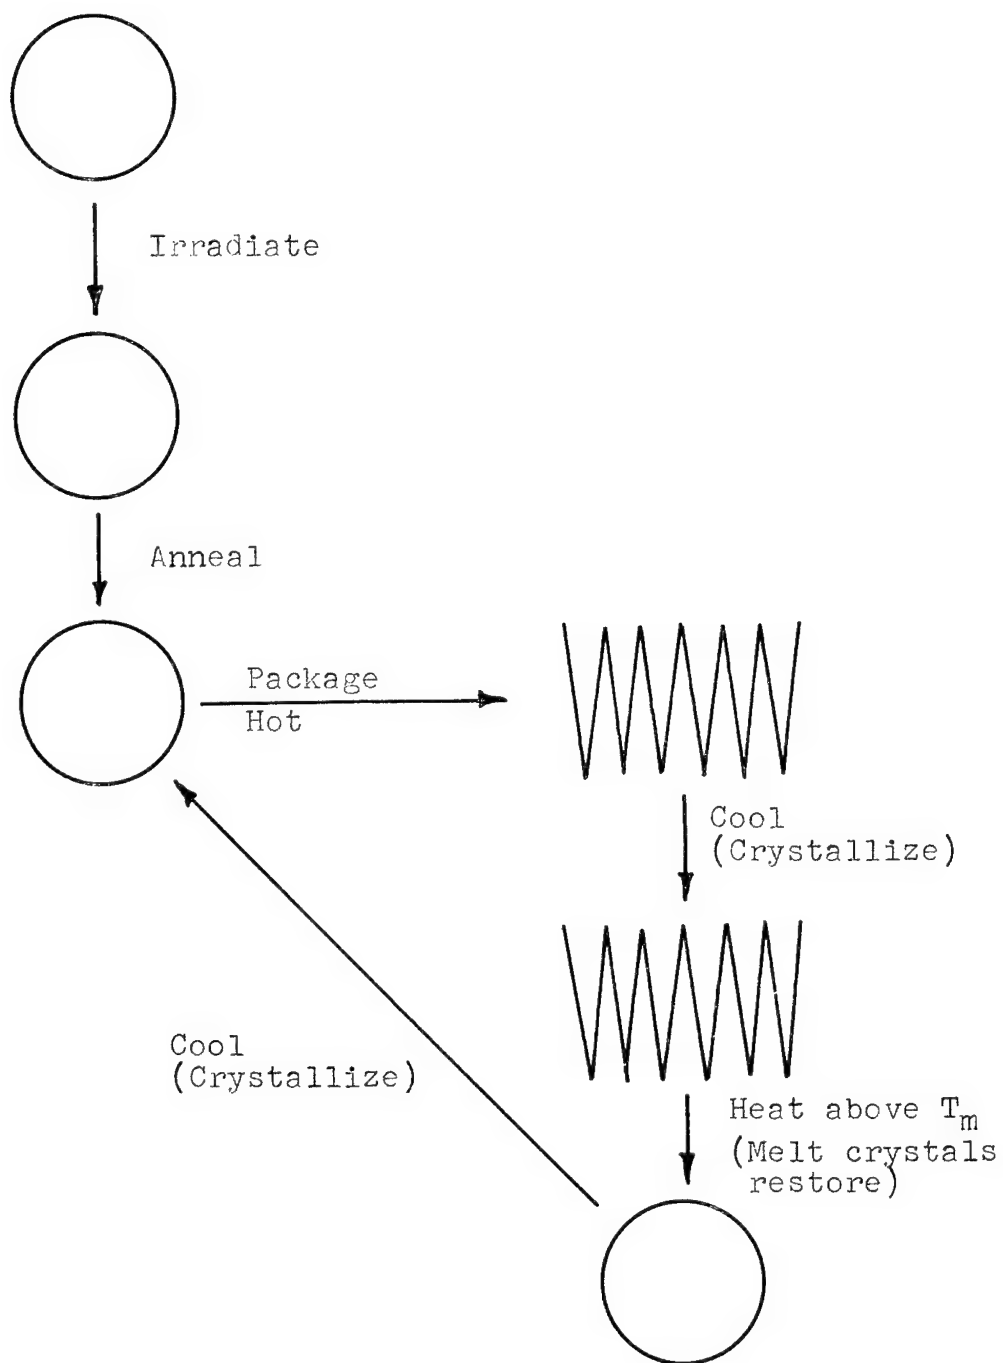 Irradiate
Anneal
Package
Hot
Cool
(Crystallize)
Cool
(Crystallize)
Heat above Tm
(Melt crystals
restore)